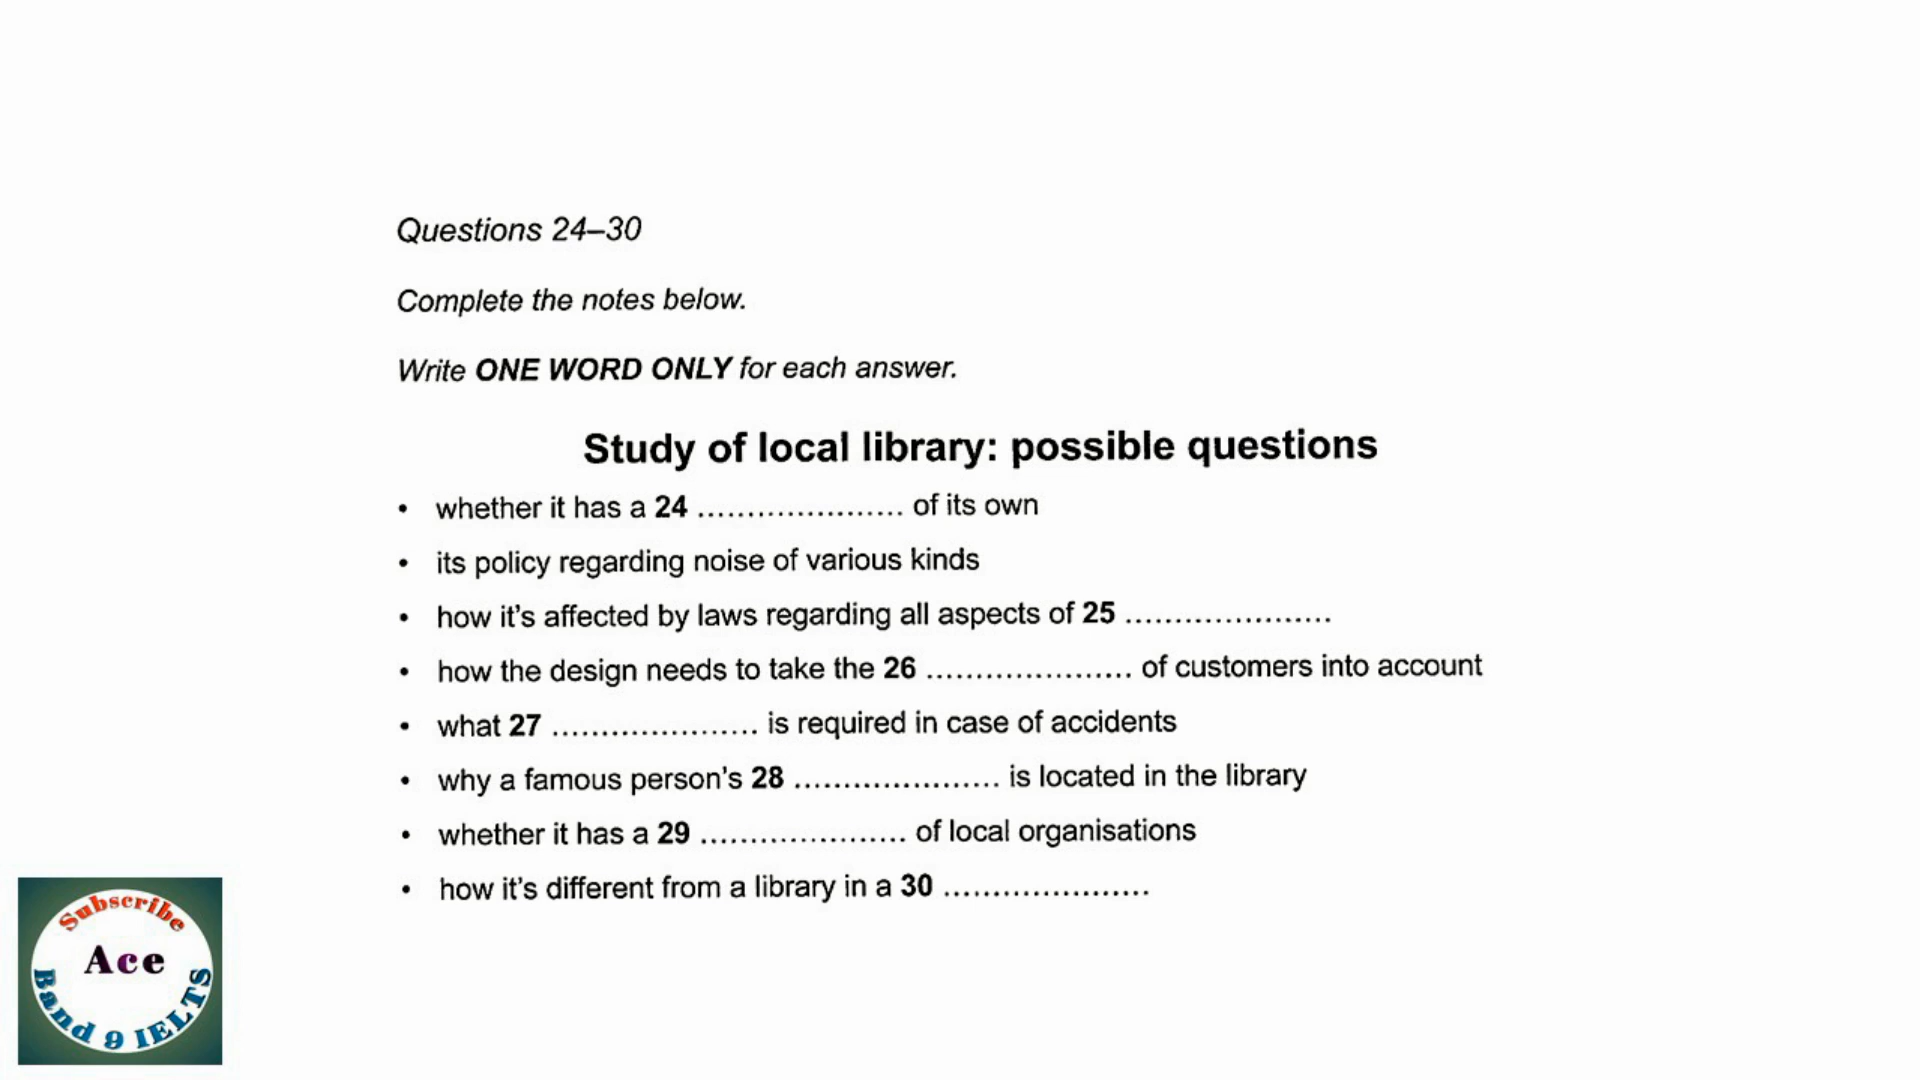 Questions 24–30
Complete the notes below.
Write ONE WORD ONLY for each answer.
Study of local library: possible questions
• whether it has a 24 ..................... of its own
• its policy regarding noise of various kinds
• how it's affected by laws regarding all aspects of 25 .....................
• how the design needs to take the 26 ..................... of customers into account
• what 27 ..................... is required in case of accidents
• why a famous person's 28 ..................... is located in the library
• whether it has a 29 ..................... of local organisations
• how it's different from a library in a 30 .....................
Subscribe
Ace
Band 9 IELTS